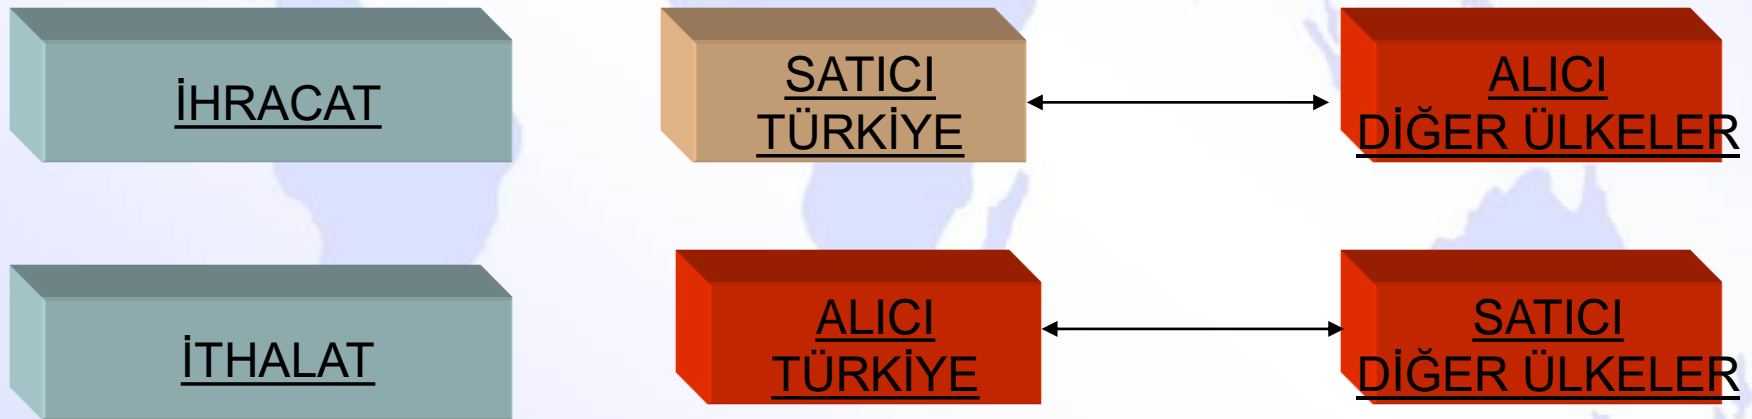 İHRACAT
SATICI
TÜRKİYE
ALICI
DİĞER ÜLKELER
İTHALAT
ALICI
TÜRKİYE
SATICI
DİĞER ÜLKELER